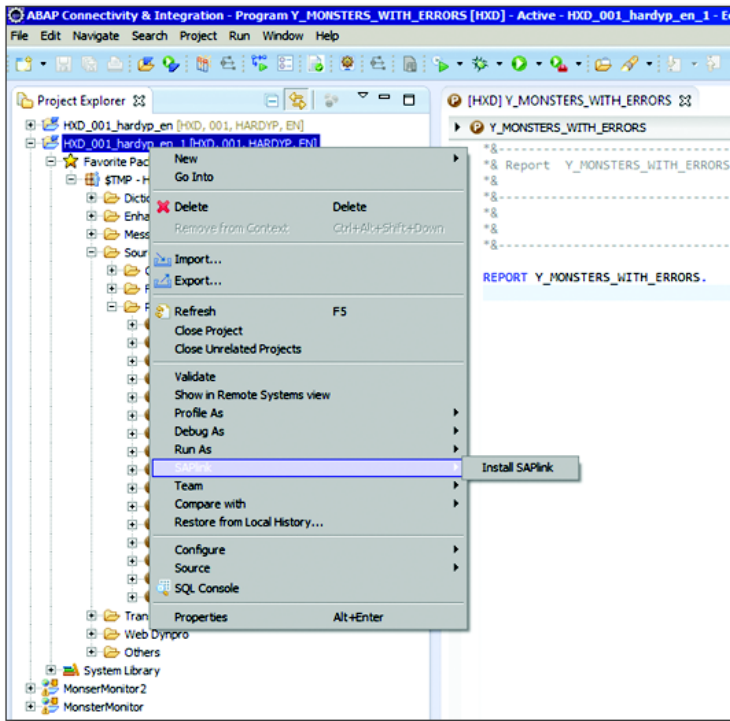 ABAP Connectivity & Integration - Program Y_MONSTERS_WITH_ERRORS [HXD] - Active - HXD_001_hardyp_en_1 - E
File Edit Navigate Search Project Run Window Help
Project Explorer
[HXD] Y_MONSTERS_WITH_ERRORS
HXD_001_hardyp_en [HXD, 001, HARDYP, EN]
Y_MONSTERS_WITH_ERRORS
HXD_001_hardyp_en_1 [HXD, 001, HARDYP, EN]
*&---
Favorite Pac
*& Report Y_MONSTERS_WITH_ERRORS
$TMP - H
*&
Dictio
*&---
Enha
*&
Mess
*&
Sour
*&---
REPORT Y_MONSTERS_WITH_ERRORS.
New
Go Into
Delete Delete
Remove from Context Ctrl+Alt+Shift+Down
Import...
Export...
Refresh F5
Close Project
Close Unrelated Projects
Validate
Show in Remote Systems view
Profile As
Debug As
Run As
SAPlink
Install SAPlink
Team
Compare with
Restore from Local History...
Configure
Source
SQL Console
Properties Alt+Enter
Tran
Web Dynpro
Others
System Library
MonserMonitor2
MonsterMonitor